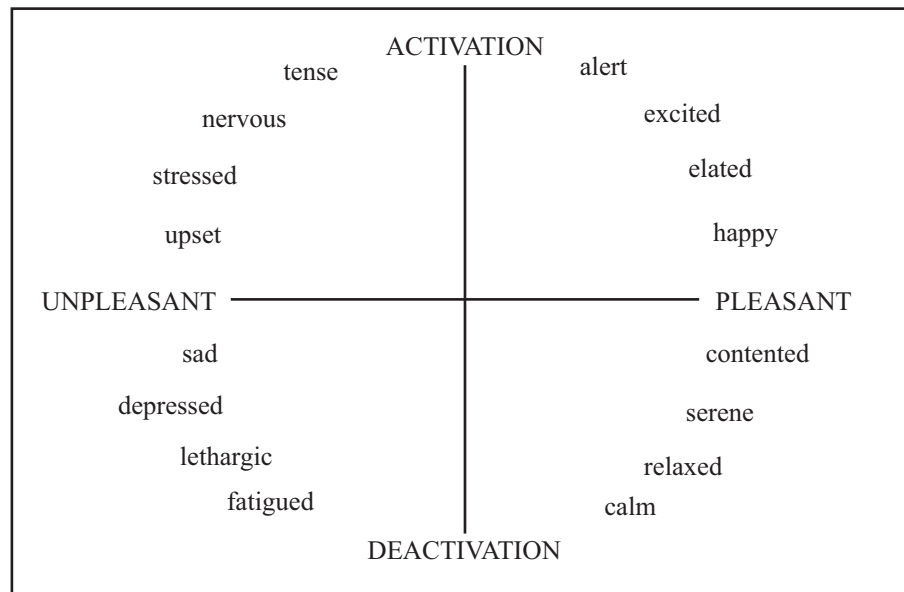 ACTIVATION
tense
alert
nervous
excited
stressed
elated
upset
happy
UNPLEASANT
PLEASANT
sad
contented
depressed
serene
lethargic
relaxed
fatigued
calm
DEACTIVATION